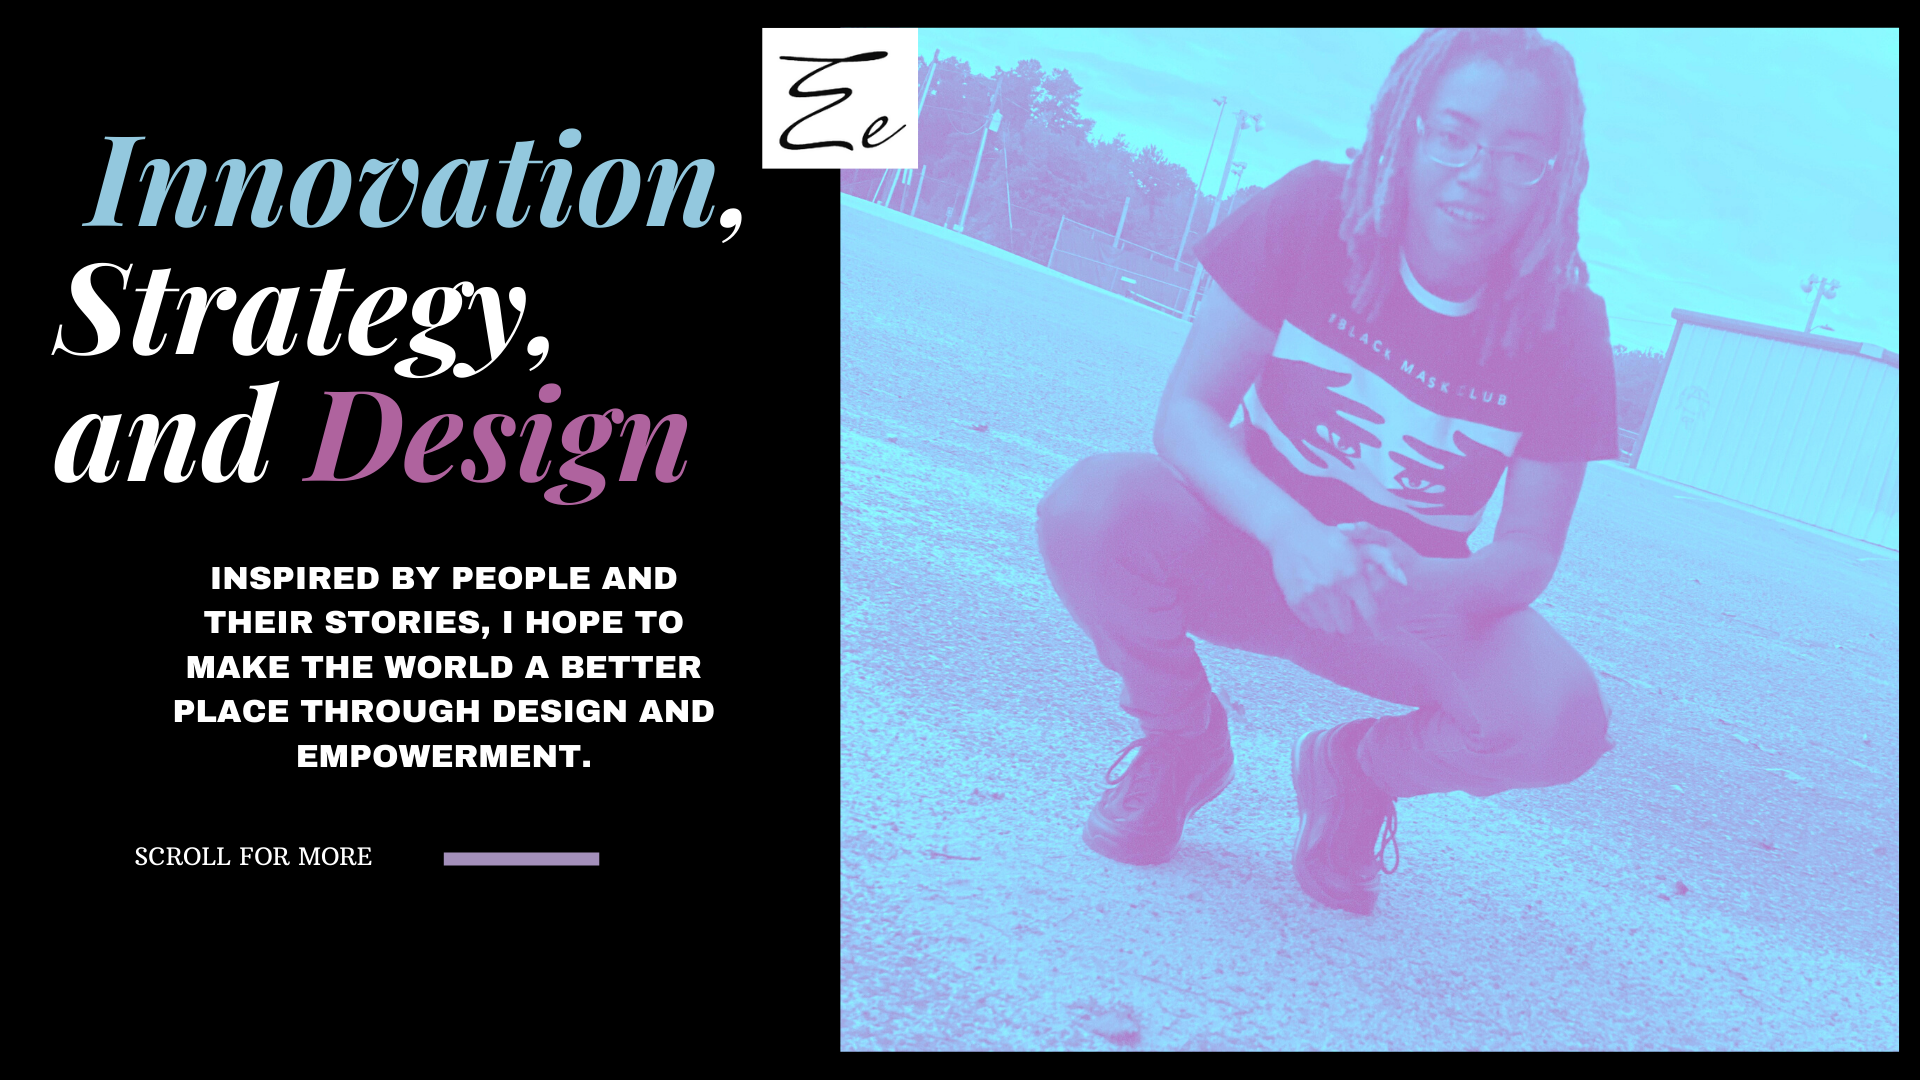 Innovation,
Strategy,
and Design
INSPIRED BY PEOPLE AND
THEIR STORIES, I HOPE TO
MAKE THE WORLD A BETTER
PLACE THROUGH DESIGN AND
EMPOWERMENT.
SCROLL FOR MORE
Ee
#BLACK MASK CLUB